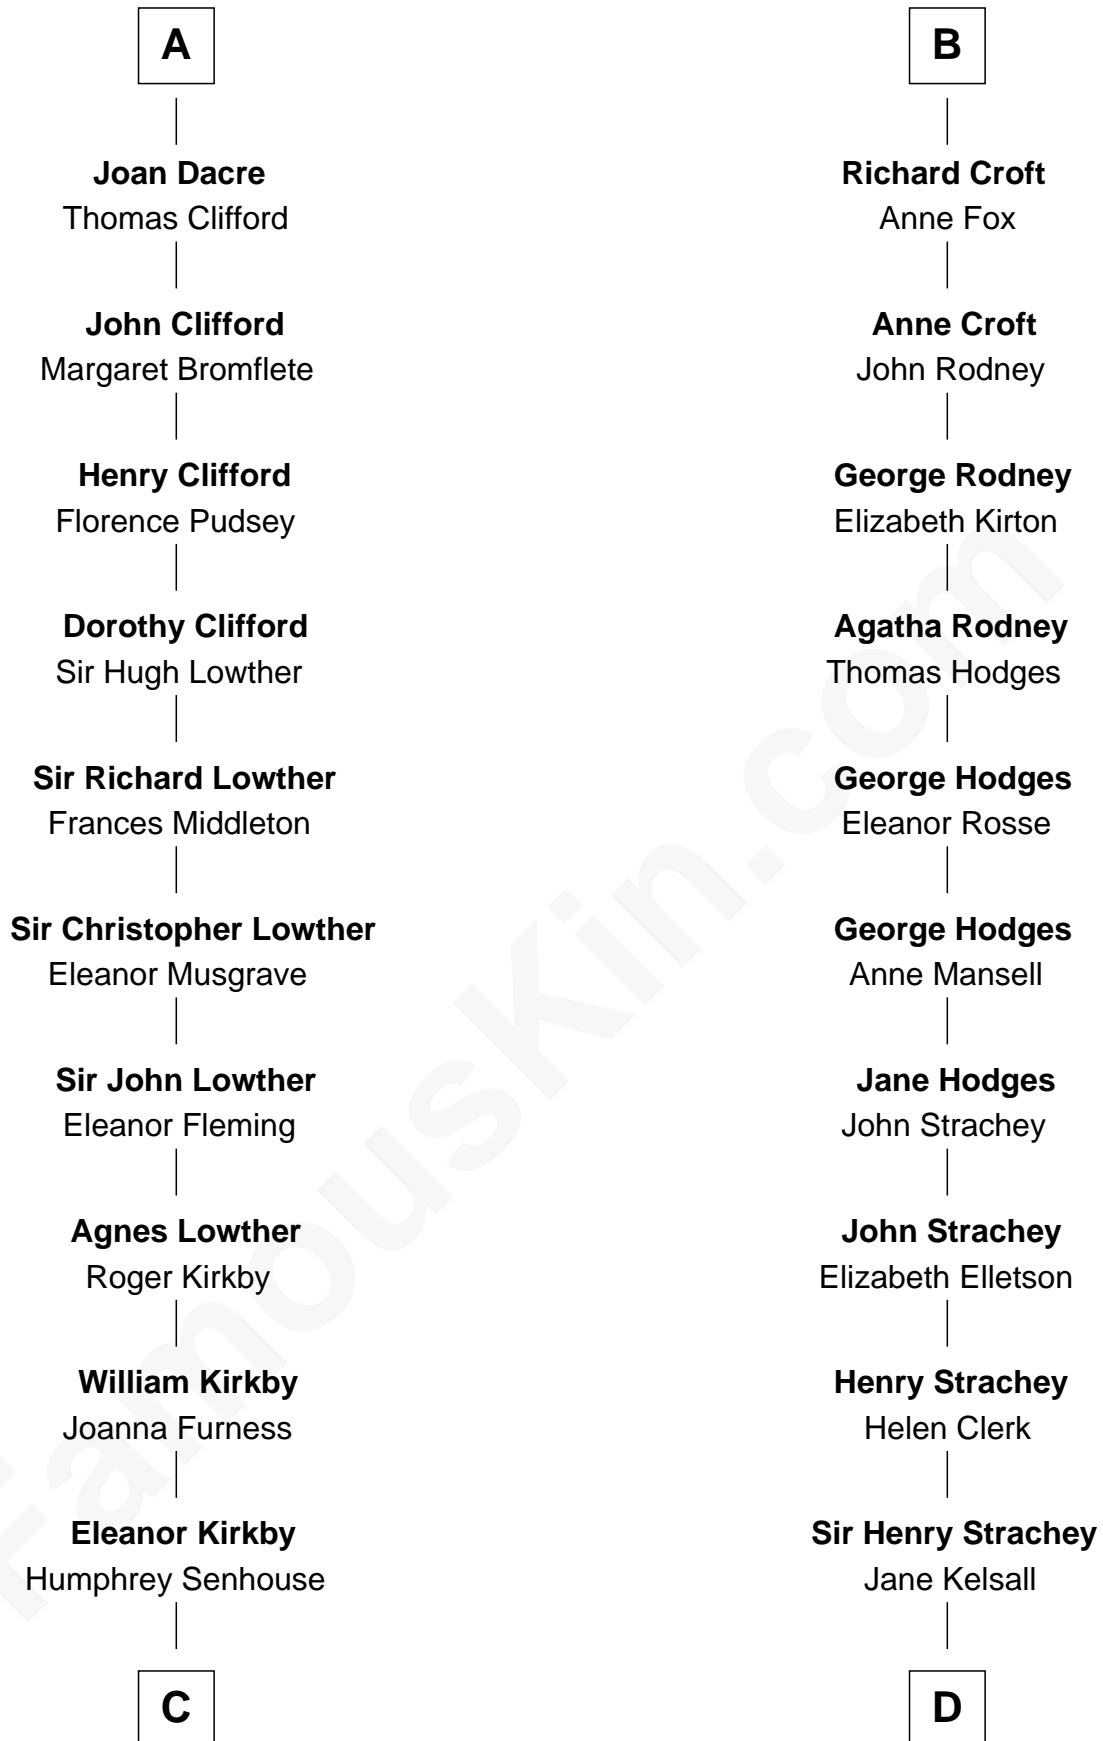 A
Joan Dacre
Thomas Clifford
John Clifford
Margaret Bromflete
Henry Clifford
Florence Pudsey
Dorothy Clifford
Sir Hugh Lowther
Sir Richard Lowther
Frances Middleton
Sir Christopher Lowther
Eleanor Musgrave
Sir John Lowther
Eleanor Fleming
Agnes Lowther
Roger Kirkby
William Kirkby
Joanna Furness
Eleanor Kirkby
Humphrey Senhouse
C
B
Richard Croft
Anne Fox
Anne Croft
John Rodney
George Rodney
Elizabeth Kirton
Agatha Rodney
Thomas Hodges
George Hodges
Eleanor Rosse
George Hodges
Anne Mansell
Jane Hodges
John Strachey
John Strachey
Elizabeth Elletson
Henry Strachey
Helen Clerk
Sir Henry Strachey
Jane Kelsall
D
FamousKin.com